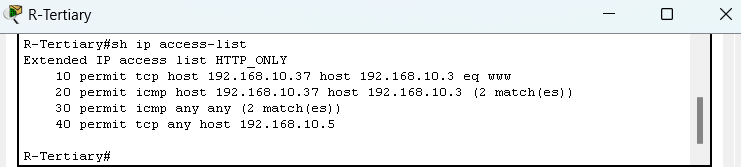 R-Tertiary
R-Tertiary#sh ip access-list
Extended IP access list HTTP_ONLY
    10 permit tcp host 192.168.10.37 host 192.168.10.3 eq www
    20 permit icmp host 192.168.10.37 host 192.168.10.3 (2 match(es))
    30 permit icmp any any (2 match(es))
    40 permit tcp any host 192.168.10.5
R-Tertiary#